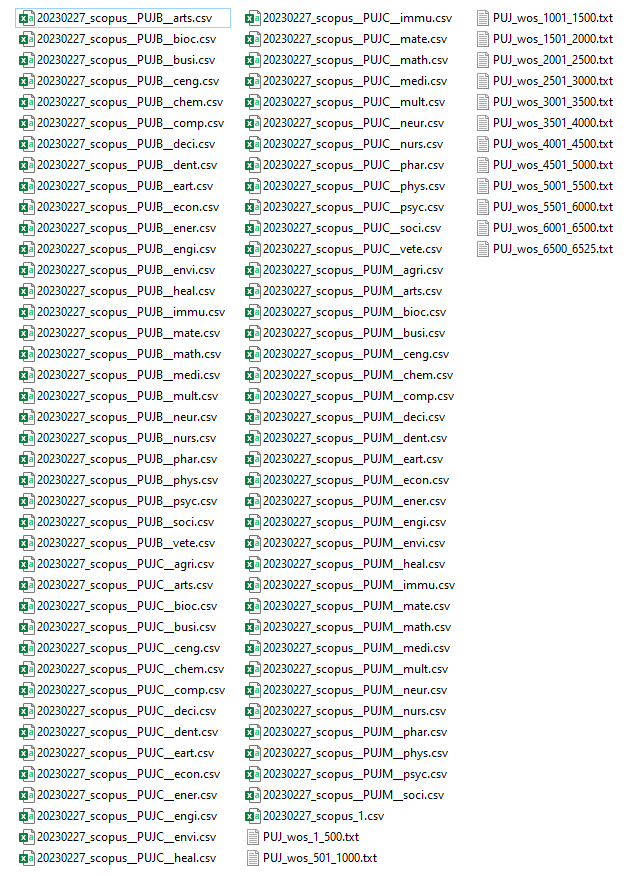 20230227_scopus__PUJB__arts.csv
20230227_scopus__PUJB__bioc.csv
20230227_scopus__PUJB__busi.csv
20230227_scopus__PUJB__ceng.csv
20230227_scopus__PUJB__chem.csv
20230227_scopus__PUJB__comp.csv
20230227_scopus__PUJB__deci.csv
20230227_scopus__PUJB__dent.csv
20230227_scopus__PUJB__eart.csv
20230227_scopus__PUJB__econ.csv
20230227_scopus__PUJB__ener.csv
20230227_scopus__PUJB__engi.csv
20230227_scopus__PUJB__envi.csv
20230227_scopus__PUJB__heal.csv
20230227_scopus__PUJB__immu.csv
20230227_scopus__PUJB__mate.csv
20230227_scopus__PUJB__math.csv
20230227_scopus__PUJB__medi.csv
20230227_scopus__PUJB__mult.csv
20230227_scopus__PUJB__neur.csv
20230227_scopus__PUJB__nurs.csv
20230227_scopus__PUJB__phar.csv
20230227_scopus__PUJB__phys.csv
20230227_scopus__PUJB__psyc.csv
20230227_scopus__PUJB__soci.csv
20230227_scopus__PUJB__vete.csv
20230227_scopus__PUJC__agri.csv
20230227_scopus__PUJC__arts.csv
20230227_scopus__PUJC__bioc.csv
20230227_scopus__PUJC__busi.csv
20230227_scopus__PUJC__ceng.csv
20230227_scopus__PUJC__chem.csv
20230227_scopus__PUJC__comp.csv
20230227_scopus__PUJC__deci.csv
20230227_scopus__PUJC__dent.csv
20230227_scopus__PUJC__eart.csv
20230227_scopus__PUJC__econ.csv
20230227_scopus__PUJC__ener.csv
20230227_scopus__PUJC__engi.csv
20230227_scopus__PUJC__envi.csv
20230227_scopus__PUJC__heal.csv
20230227_scopus__PUJC__immu.csv
20230227_scopus__PUJC__mate.csv
20230227_scopus__PUJC__math.csv
20230227_scopus__PUJC__medi.csv
20230227_scopus__PUJC__mult.csv
20230227_scopus__PUJC__neur.csv
20230227_scopus__PUJC__nurs.csv
20230227_scopus__PUJC__phar.csv
20230227_scopus__PUJC__phys.csv
20230227_scopus__PUJC__psyc.csv
20230227_scopus__PUJC__soci.csv
20230227_scopus__PUJC__vete.csv
20230227_scopus__PUJM__agri.csv
20230227_scopus__PUJM__arts.csv
20230227_scopus__PUJM__bioc.csv
20230227_scopus__PUJM__busi.csv
20230227_scopus__PUJM__ceng.csv
20230227_scopus__PUJM__chem.csv
20230227_scopus__PUJM__comp.csv
20230227_scopus__PUJM__deci.csv
20230227_scopus__PUJM__dent.csv
20230227_scopus__PUJM__eart.csv
20230227_scopus__PUJM__econ.csv
20230227_scopus__PUJM__ener.csv
20230227_scopus__PUJM__engi.csv
20230227_scopus__PUJM__envi.csv
20230227_scopus__PUJM__heal.csv
20230227_scopus__PUJM__immu.csv
20230227_scopus__PUJM__mate.csv
20230227_scopus__PUJM__math.csv
20230227_scopus__PUJM__medi.csv
20230227_scopus__PUJM__mult.csv
20230227_scopus__PUJM__neur.csv
20230227_scopus__PUJM__nurs.csv
20230227_scopus__PUJM__phar.csv
20230227_scopus__PUJM__phys.csv
20230227_scopus__PUJM__psyc.csv
20230227_scopus__PUJM__soci.csv
20230227_scopus_1.csv
PUJ_wos_1_500.txt
PUJ_wos_501_1000.txt
PUJ_wos_1001_1500.txt
PUJ_wos_1501_2000.txt
PUJ_wos_2001_2500.txt
PUJ_wos_2501_3000.txt
PUJ_wos_3001_3500.txt
PUJ_wos_3501_4000.txt
PUJ_wos_4001_4500.txt
PUJ_wos_4501_5000.txt
PUJ_wos_5001_5500.txt
PUJ_wos_5501_6000.txt
PUJ_wos_6001_6500.txt
PUJ_wos_6500_6525.txt